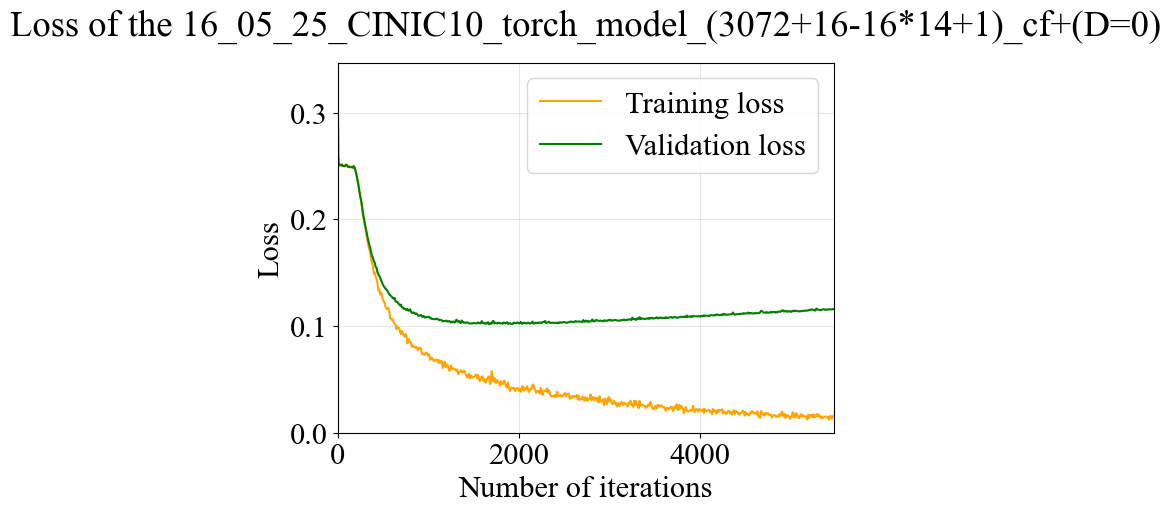 Loss of the 16_05_25_CINIC10_torch_model_(3072+16-16*14+1)_cf+(D=0)
Training loss
Validation loss
0.3
0.2
0.1
0.0
Loss
0
2000
4000
Number of iterations